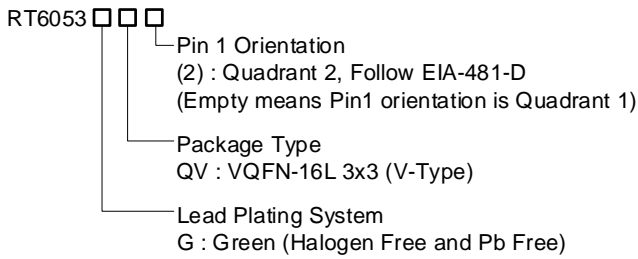 RT6053□□□
Pin 1 Orientation
(2) : Quadrant 2, Follow EIA-481-D
(Empty means Pin1 orientation is Quadrant 1)
Package Type
QV : VQFN-16L 3x3 (V-Type)
Lead Plating System
G : Green (Halogen Free and Pb Free)